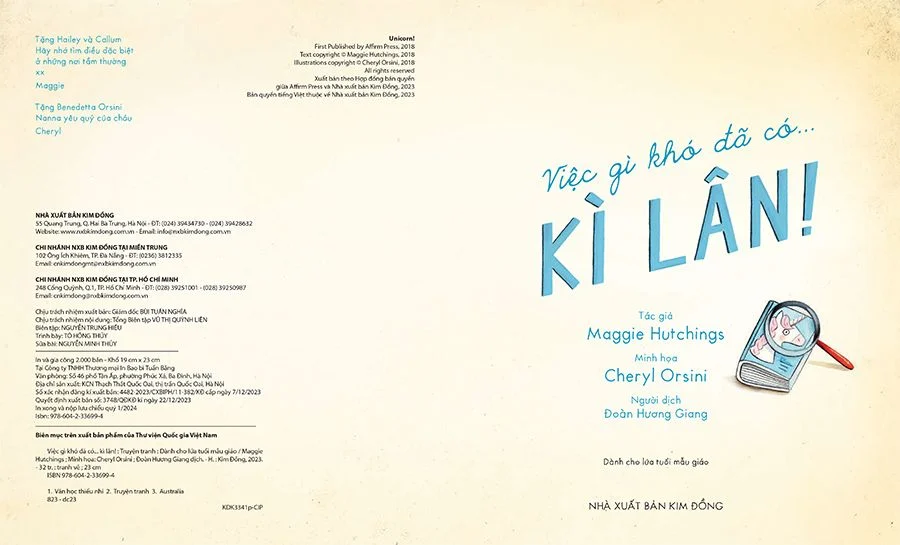 Tặng Hailey và Callum
Hãy nhớ tìm điều đặc biệt
ở những nơi tầm thường
xx
Maggie
Tặng Benedetta Orsini
Nanna yêu quý của cháu
Cheryl
Unicorn!
First Published by Affirm Press, 2018
Text copyright © Maggie Hutchings, 2018
Illustrations copyright © Cheryl Orsini, 2018
All rights reserved
Xuất bản theo Hợp đồng bản quyền
giữa Affirm Press và Nhà xuất bản Kim Đồng, 2023
Bản quyền tiếng Việt thuộc về Nhà xuất bản Kim Đồng, 2023
NHÀ XUẤT BẢN KIM ĐỒNG
55 Quang Trung, Q. Hai Bà Trưng, Hà Nội - ĐT: (024) 39434730 - (024) 39428632
Website: www.nxbkimdong.com.vn - Email: info@nxbkimdong.com.vn
CHI NHÁNH NXB KIM ĐỒNG TẠI MIỀN TRUNG
102 Ông Ích Khiêm, TP. Đà Nẵng - ĐT: (0236) 3812335
Email: cnkimdongmt@nxbkimdong.com.vn
CHI NHÁNH NXB KIM ĐỒNG TẠI TP. HỒ CHÍ MINH
248 Cống Quỳnh, Q.1, TP. Hồ Chí Minh - ĐT: (028) 39251001 - (028) 39250987
Email: cnkimdong@nxbkimdong.com.vn
Chịu trách nhiệm xuất bản: Giám đốc BÙI TUẤN NGHĨA
Chịu trách nhiệm nội dung: Tổng Biên tập VŨ THỊ QUỲNH LIÊN
Biên tập: NGUYỄN TRUNG HIẾU
Trình bày: TÔ HỒNG THỦY
Sửa bài: NGUYỄN MINH THÚY
In và gia công 2.000 bản - Khổ 19 cm x 23 cm
Tại Công ty TNHH Thương mại In Bao bì Tuấn Bằng
Văn phòng: Số 46 phố Tân Ấp, phường Phúc Xá, Ba Đình, Hà Nội
Địa chỉ sản xuất: KCN Thạch Thất Quốc Oai, thị trấn Quốc Oai, Hà Nội
Số xác nhận đăng kí xuất bản: 4482-2023/CXBIPH/11-382/KĐ cấp ngày 7/12/2023
Quyết định xuất bản số: 3748/QĐKĐ kí ngày 22/12/2023
In xong và nộp lưu chiểu quý 1/2024
Isbn: 978-604-2-33699-4
Biên mục trên xuất bản phẩm của Thư viện Quốc gia Việt Nam
Việc gì khó đã có... kì lân! : Truyện tranh : Dành cho lứa tuổi mẫu giáo / Maggie
Hutchings ; Minh họa: Cheryl Orsini ; Đoàn Hương Giang dịch. - H. : Kim Đồng, 2023.
- 32 tr. : tranh vẽ ; 23 cm
ISBN 978-604-2-33699-4
1. Văn học thiếu nhi 2. Truyện tranh 3. Australia
823 - dc23
KDK3341p-CIP
Việc gì khó đã có...
KÌ LÂN!
Tác giả
Maggie Hutchings
Minh họa
Cheryl Orsini
Người dịch
Đoàn Hương Giang
Dành cho lứa tuổi mẫu giáo
NHÀ XUẤT BẢN KIM ĐỒNG